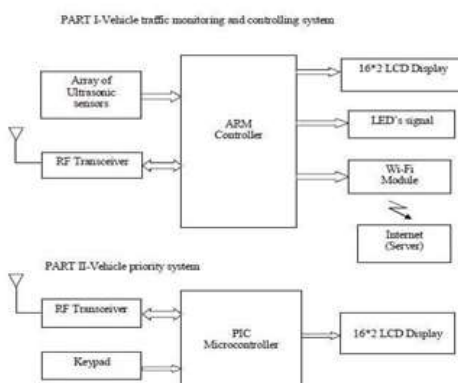 PART I-Vehicle traffic monitoring and controlling system
Array of
Ultrasonic
sensors
RF Transceiver
ARM
Controller
16*2 LCD Display
LED's signal
Wi-Fi
Module
Internet
(Server)
PART II-Vehicle priority system
RF Transceiver
Keypad
PIC
Microcontroller
16*2 LCD Display